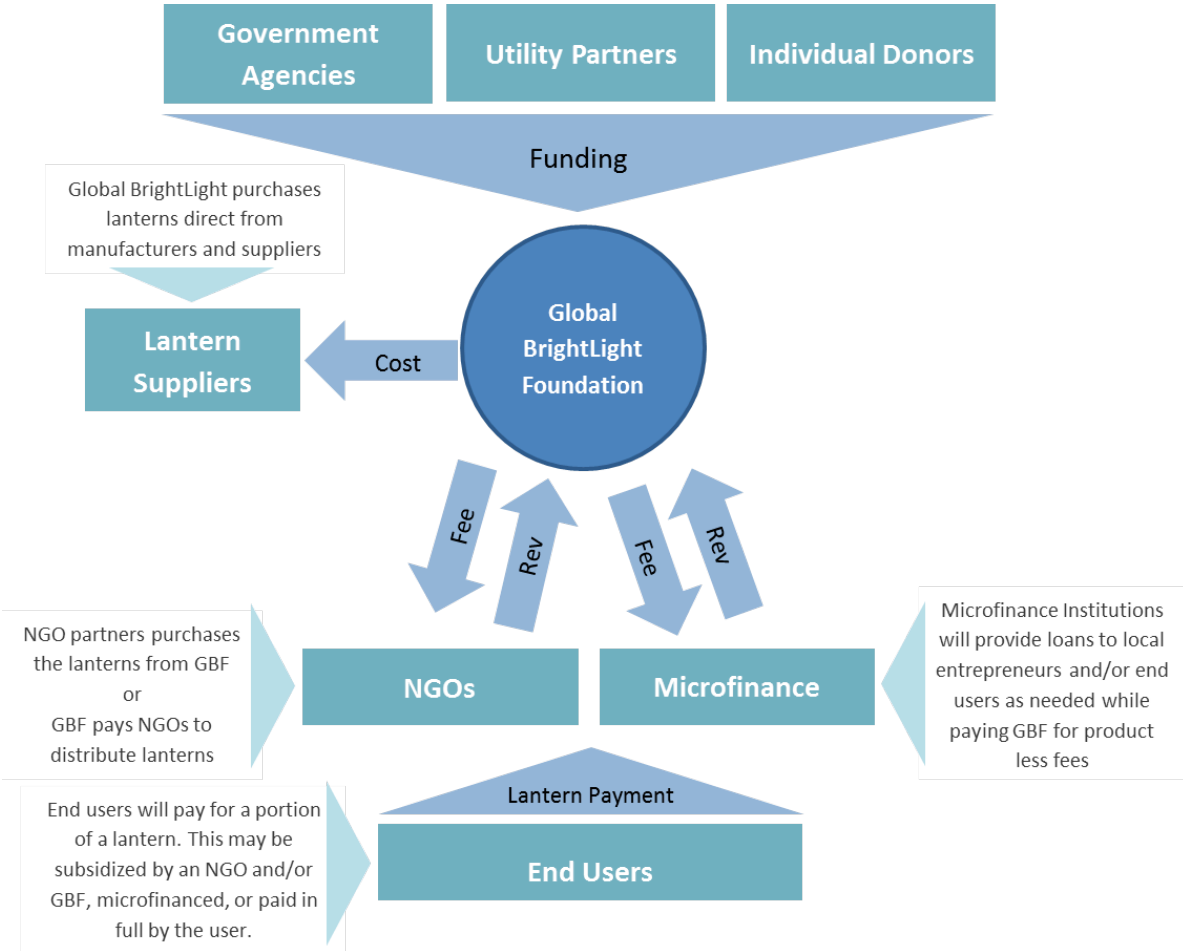 Government
Agencies
Utility Partners
Individual Donors
Funding
Global BrightLight purchases
lanterns direct from
manufacturers and suppliers
Lantern
Suppliers
Cost
Global
BrightLight
Foundation
Fee
Rev
Fee
Rev
NGO partners purchases
the lanterns from GBF
or
GBF pays NGOs to
distribute lanterns
NGOs
Microfinance
Microfinance Institutions
will provide loans to local
entrepreneurs and/or end
users as needed while
paying GBF for product
less fees
Lantern Payment
End users will pay for a portion
of a lantern. This may be
subsidized by an NGO and/or
GBF, microfinanced, or paid in
full by the user.
End Users